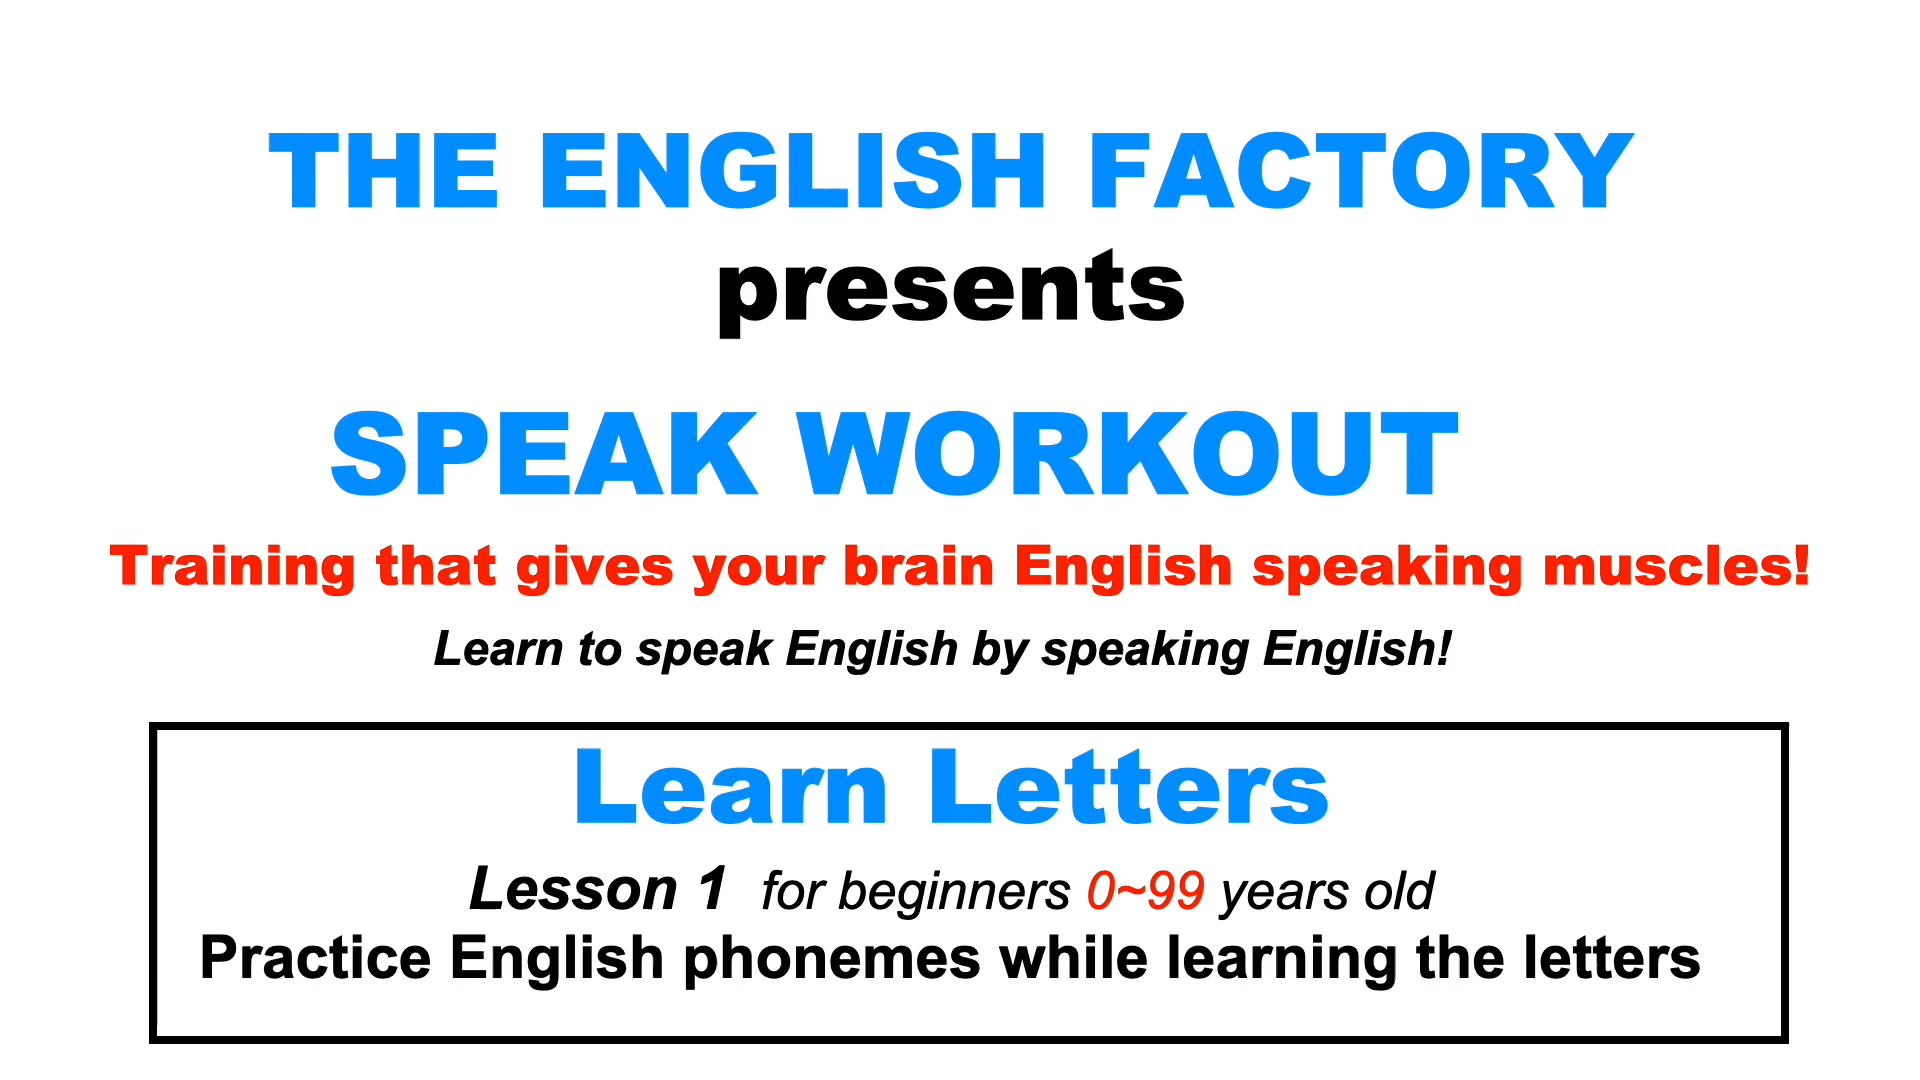 THE ENGLISH FACTORY
presents
SPEAK WORKOUT
Training that gives your brain English speaking muscles!
Learn to speak English by speaking English!
Learn Letters
Lesson 1 for beginners 0~99 years old
Practice English phonemes while learning the letters